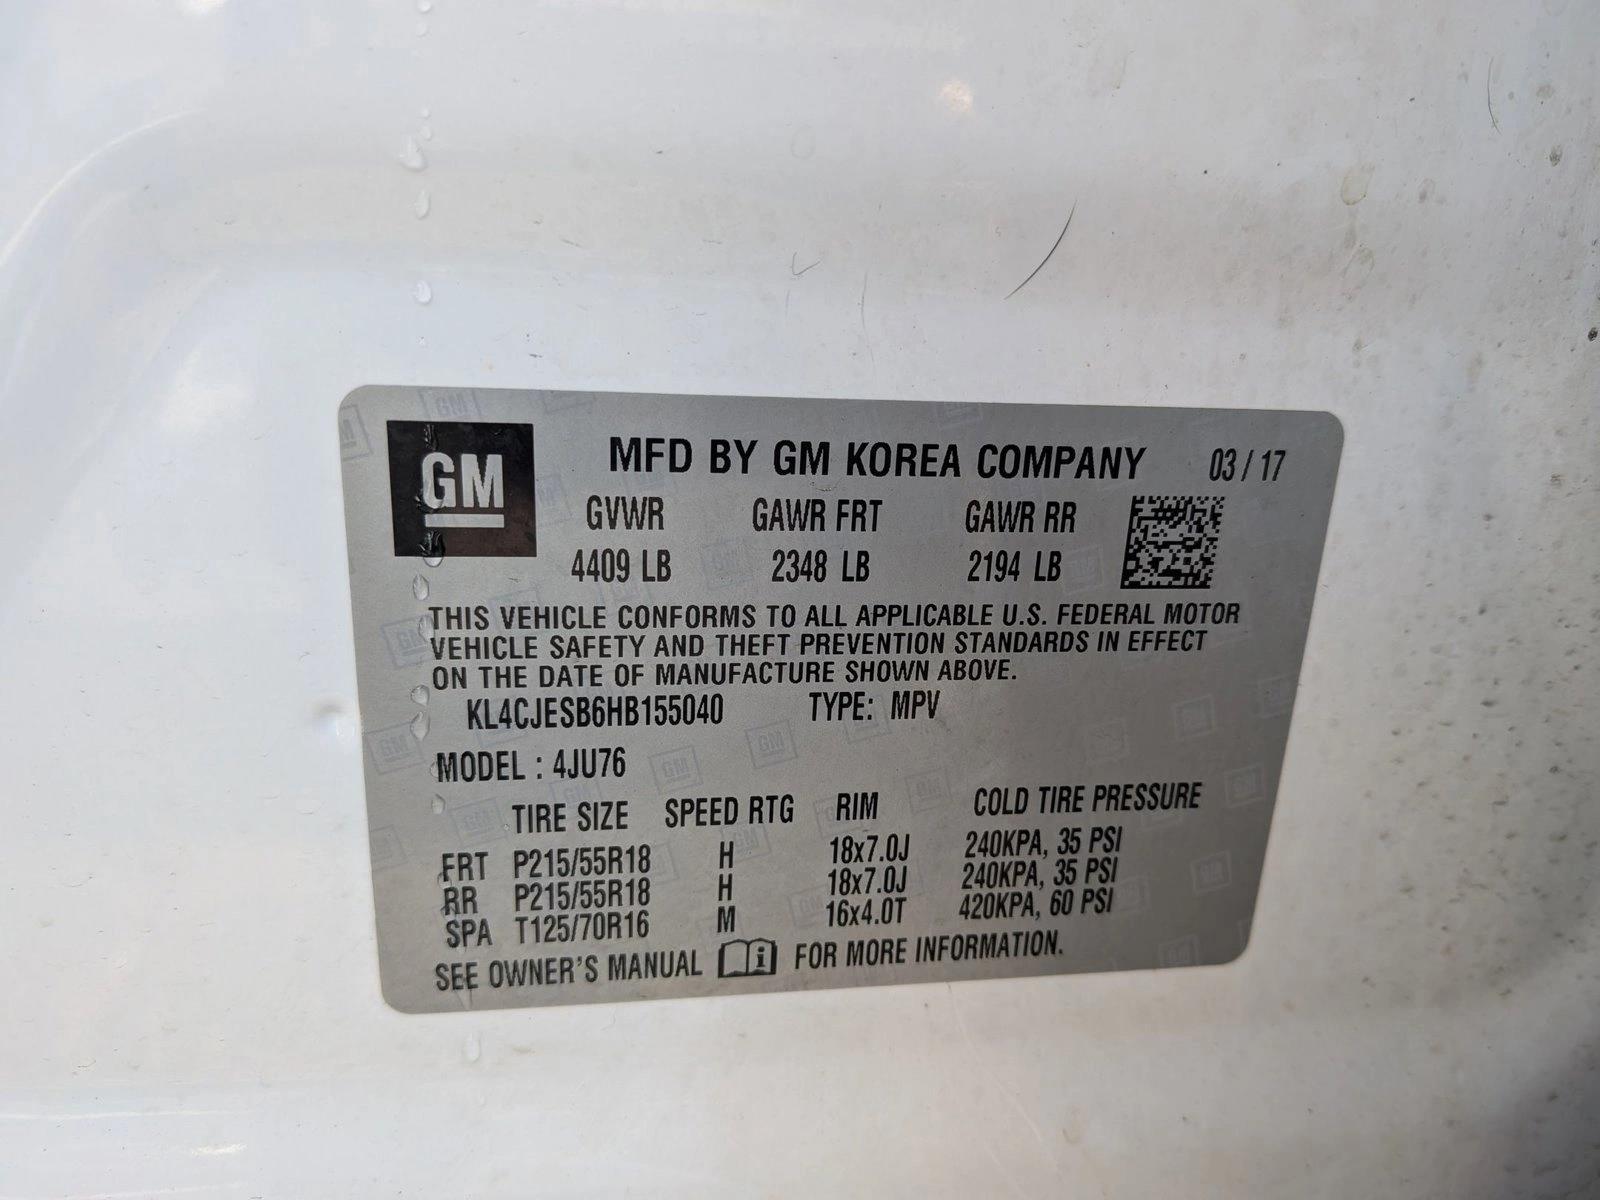 GM
MFD BY GM KOREA COMPANY 03 / 17
GVWR GAWR FRT GAWR RR
4409 LB 2348 LB 2194 LB
THIS VEHICLE CONFORMS TO ALL APPLICABLE U.S. FEDERAL MOTOR
VEHICLE SAFETY AND THEFT PREVENTION STANDARDS IN EFFECT
ON THE DATE OF MANUFACTURE SHOWN ABOVE.
KL4CJESB6HB155040 TYPE: MPV
MODEL : 4JU76
TIRE SIZE SPEED RTG RIM COLD TIRE PRESSURE
FRT P215/55R18 H 18x7.0J 240KPA, 35 PSI
RR P215/55R18 H 18x7.0J 240KPA, 35 PSI
SPA T125/70R16 M 16x4.0T 420KPA, 60 PSI
SEE OWNER'S MANUAL i FOR MORE INFORMATION.